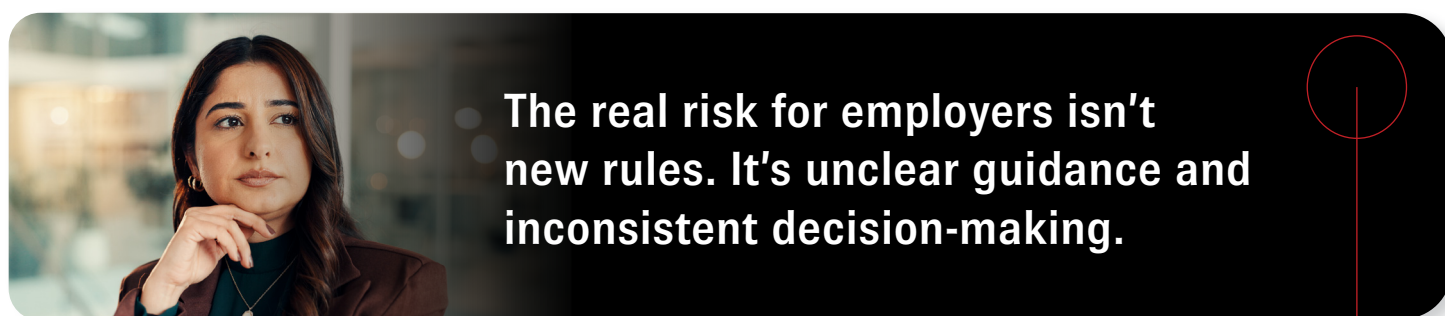 The real risk for employers isn’t
new rules. It’s unclear guidance and
inconsistent decision-making.